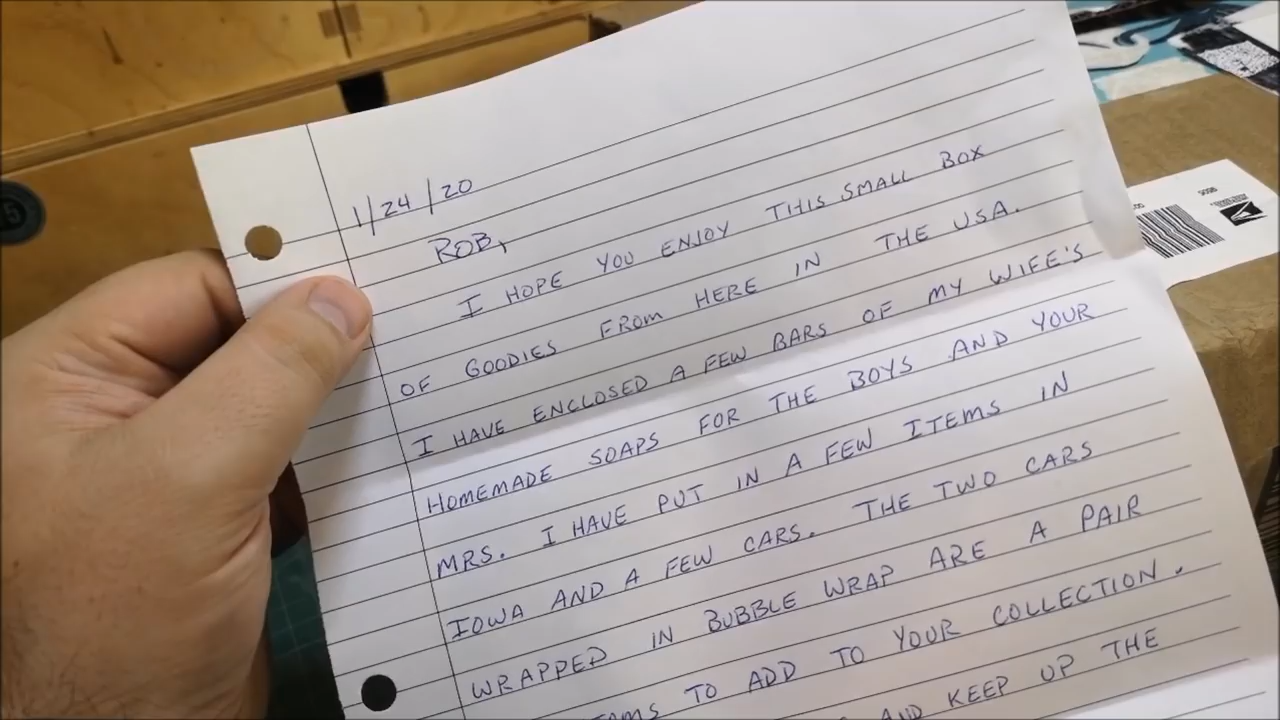 1/24/20
ROB,
I HOPE YOU ENJOY THIS SMALL BOX
OF GOODIES FROM HERE IN THE USA.
I HAVE ENCLOSED A FEW BARS OF MY WIFE'S
HOMEMADE SOAPS FOR THE BOYS AND YOUR
MRS. I HAVE PUT IN A FEW ITEMS IN
IOWA AND A FEW CARS. THE TWO CARS
WRAPPED IN BUBBLE WRAP ARE A PAIR
TO ADD TO YOUR COLLECTION.
AND KEEP UP THE